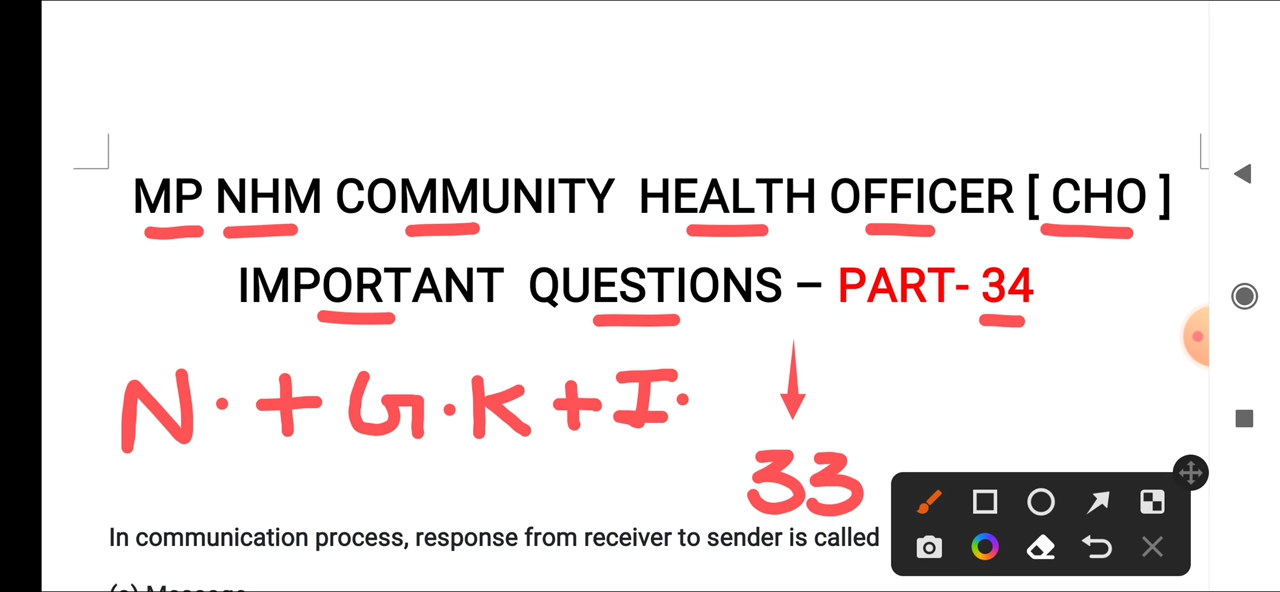 MP NHM COMMUNITY HEALTH OFFICER [ CHO ]
IMPORTANT QUESTIONS – PART- 34
N. + G.K + I.
33
In communication process, response from receiver to sender is called
(a) Message